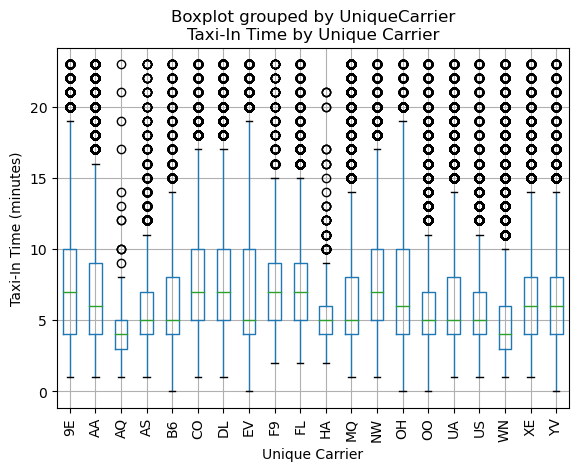 Boxplot grouped by UniqueCarrier
Taxi-In Time by Unique Carrier
Taxi-In Time (minutes)
20
15
10
5
0
9E AA AQ AS B6 CO DL EV F9 FL HA MQ NW OH OO UA US WN XE YV
Unique Carrier